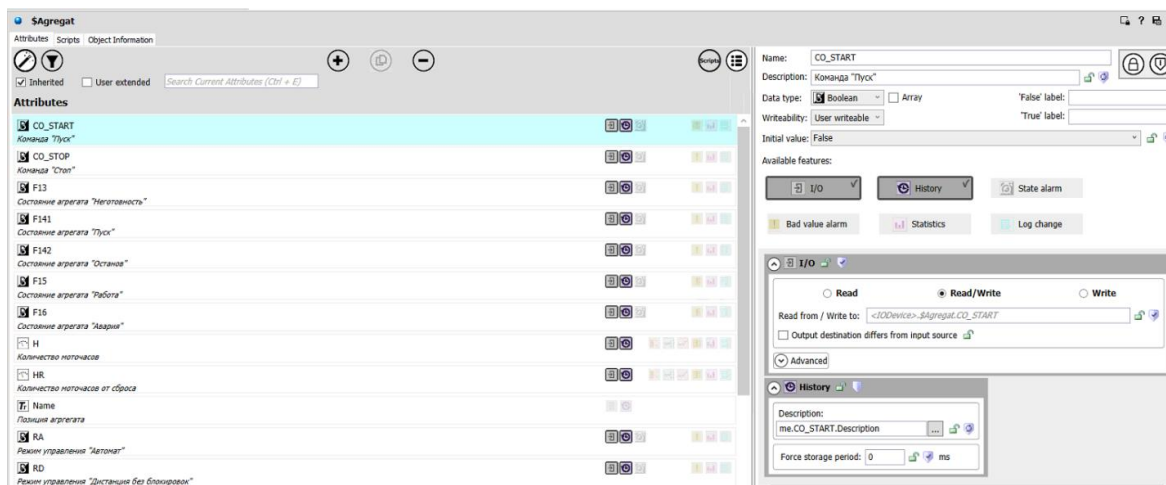 $Agregat
?
Attributes Scripts Object Information
Scripts
Inherited User extended Search Current Attributes (Ctrl + E)
Attributes
CO_START
Команда "Пуск"
CO_STOP
Команда "Стоп"
F13
Состояние агрегата "Неготовность"
F141
Состояние агрегата "Пуск"
F142
Состояние агрегата "Останов"
F15
Состояние агрегата "Работа"
F16
Состояние агрегата "Авария"
H
Количество моточасов
HR
Количество моточасов от сброса
Name
Позиция агрегата
RA
Режим управления "Автомат"
RD
Режим управления "Дистанция без блокировок"
Name: CO_START
Description: Команда "Пуск"
Data type: Boolean Array 'False' label:
Writeability: User writeable 'True' label:
Initial value: False
Available features:
I/O History State alarm
Bad value alarm Statistics Log change
I/O
Read Read/Write Write
Read from / Write to: <IODevice>.$Agregat.CO_START
Output destination differs from input source
Advanced
History
Description:
me.CO_START.Description ...
Force storage period: 0 ms